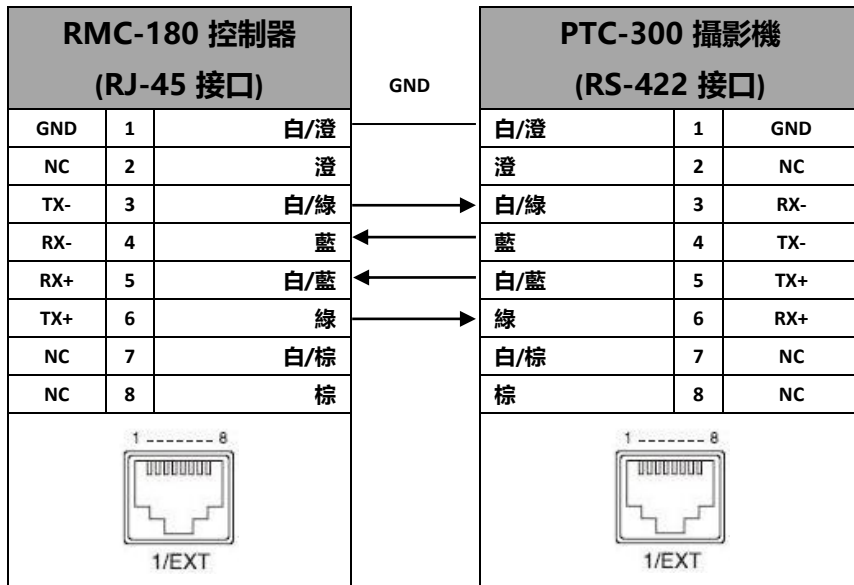 RMC-180 控制器
(RJ-45 接口)
GND
PTC-300 攝影機
(RS-422 接口)
GND 1 白/澄 白/澄 1 GND
NC 2 澄 澄 2 NC
TX- 3 白/綠 白/綠 3 RX-
RX- 4 藍 藍 4 TX-
RX+ 5 白/藍 白/藍 5 TX+
TX+ 6 綠 綠 6 RX+
NC 7 白/棕 白/棕 7 NC
NC 8 棕 棕 8 NC
1 ------- 8
1/EXT
1 ------- 8
1/EXT